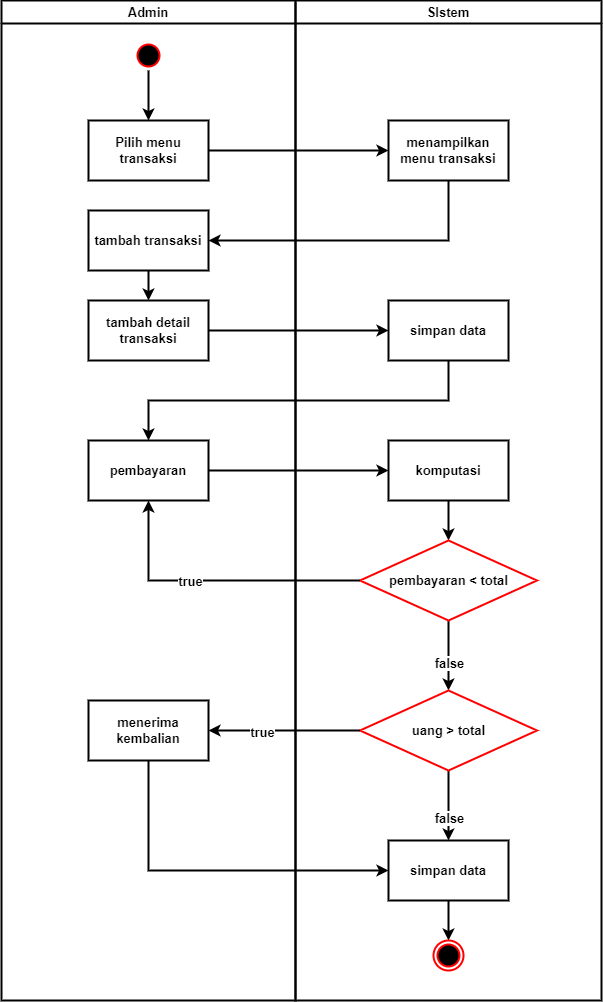 Admin
SIstem
Pilih menu
transaksi
menampilkan
menu transaksi
tambah transaksi
tambah detail
transaksi
simpan data
pembayaran
komputasi
pembayaran < total
true
false
menerima
kembalian
true
uang > total
false
simpan data